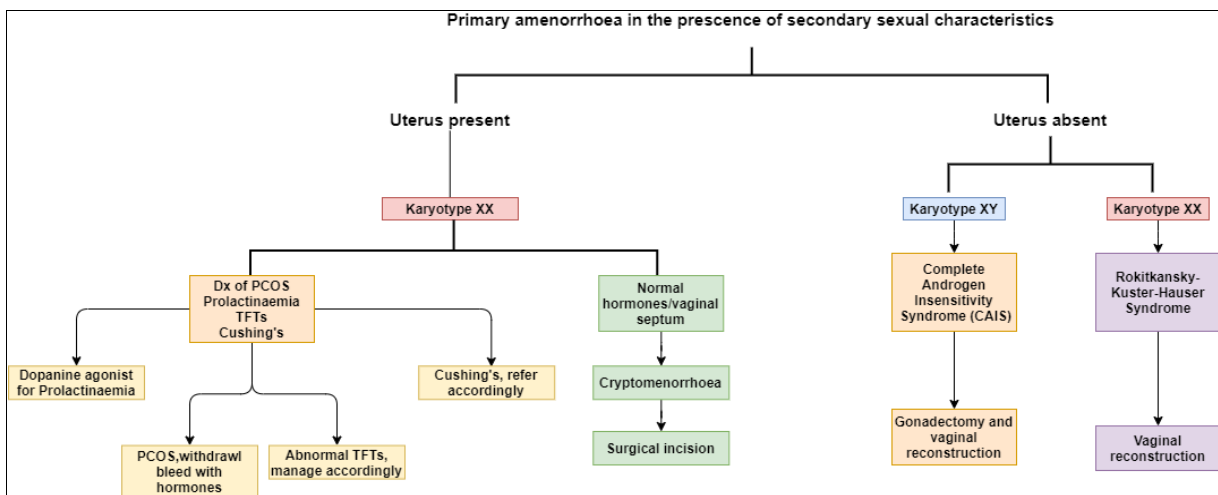 Primary amenorrhoea in the prescence of secondary sexual characteristics
Uterus present
Uterus absent
Karyotype XX
Karyotype XY
Karyotype XX
Dx of PCOS
Prolactinaemia
TFTs
Cushing's
Normal
hormones/vaginal
septum
Complete
Androgen
Insensitivity
Syndrome (CAIS)
Rokitkansky-
Kuster-Hauser
Syndrome
Dopanine agonist
for Prolactinaemia
Cushing's, refer
accordingly
Cryptomenorrhoea
PCOS,withdrawl
bleed with
hormones
Abnormal TFTs,
manage accordingly
Surgical incision
Gonadectomy and
vaginal
reconstruction
Vaginal
reconstruction